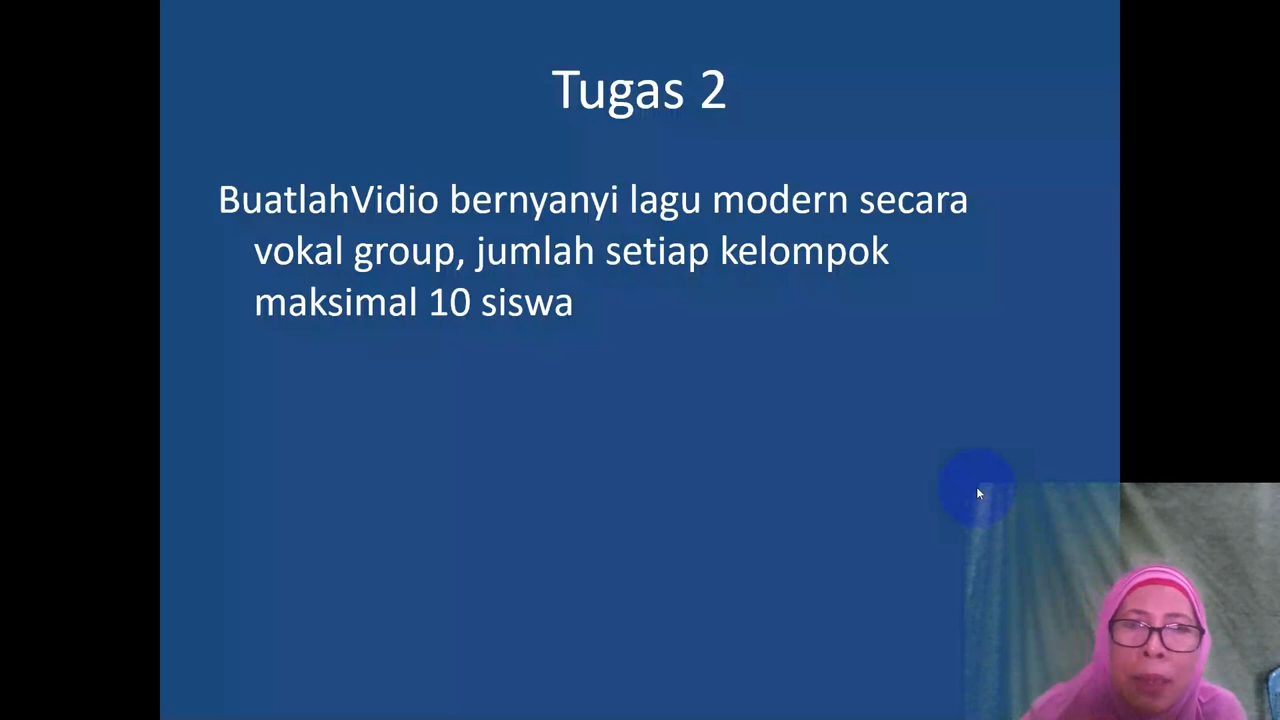 Tugas 2
BuatlahVidio bernyanyi lagu modern secara
vokal group, jumlah setiap kelompok
maksimal 10 siswa